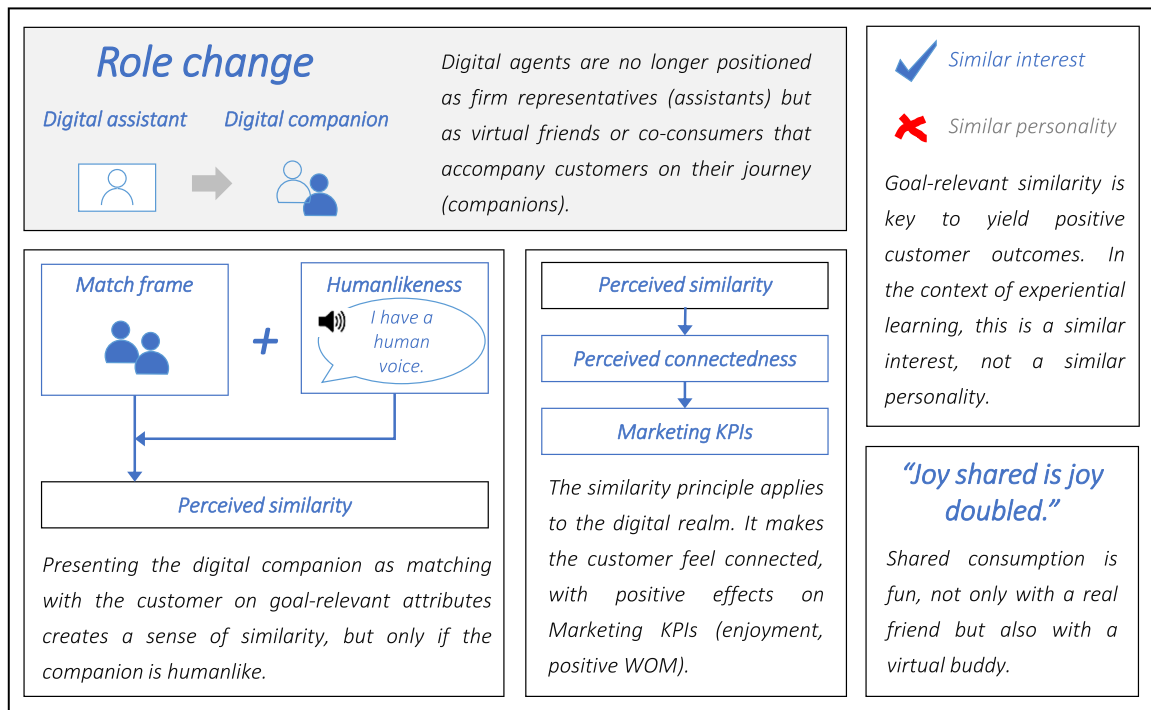 Role change
Digital assistant
Digital companion
Digital agents are no longer positioned
as firm representatives (assistants) but
as virtual friends or co-consumers that
accompany customers on their journey
(companions).
Similar interest
Similar personality
Goal-relevant similarity is
key to yield positive
customer outcomes. In
the context of experiential
learning, this is a similar
interest, not a similar
personality.
Match frame
+
Humanlikeness
I have a
human
voice.
Perceived similarity
Presenting the digital companion as matching
with the customer on goal-relevant attributes
creates a sense of similarity, but only if the
companion is humanlike.
Perceived similarity
Perceived connectedness
Marketing KPIs
The similarity principle applies
to the digital realm. It makes
the customer feel connected,
with positive effects on
Marketing KPIs (enjoyment,
positive WOM).
“Joy shared is joy
doubled.”
Shared consumption is
fun, not only with a real
friend but also with a
virtual buddy.